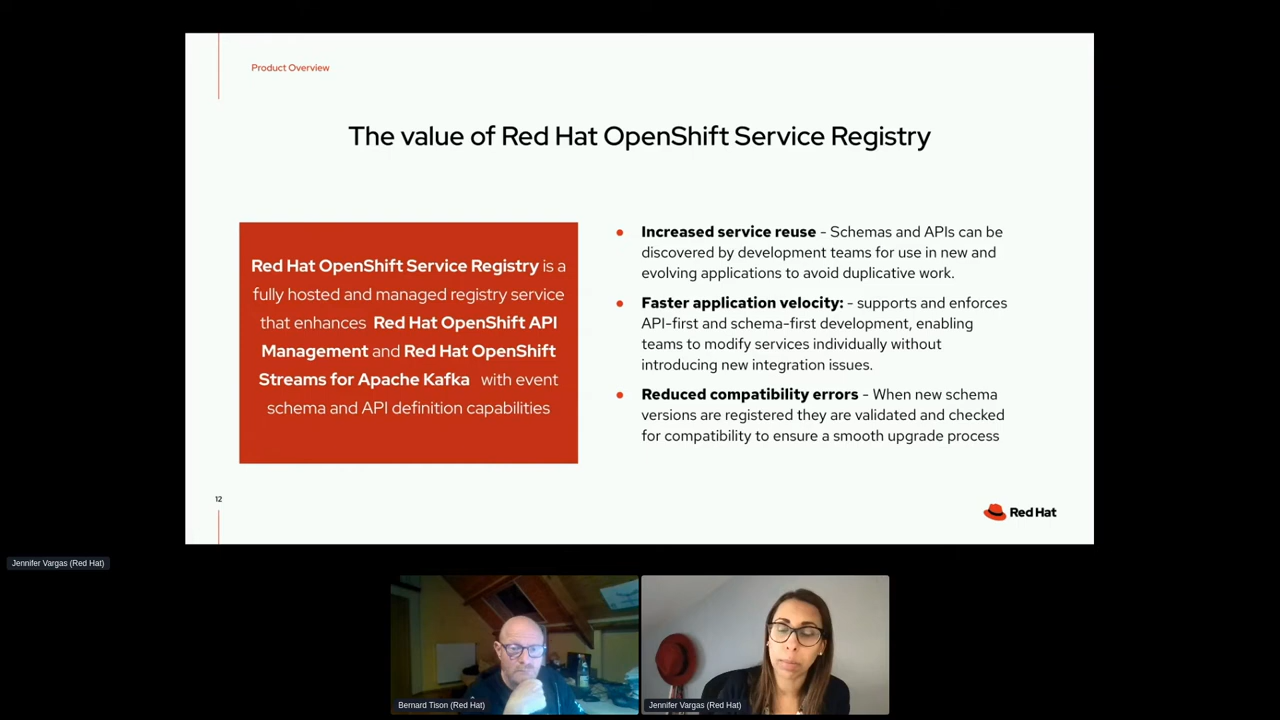 Product Overview
The value of Red Hat OpenShift Service Registry
Red Hat OpenShift Service Registry is a
fully hosted and managed registry service
that enhances Red Hat OpenShift API
Management and Red Hat OpenShift
Streams for Apache Kafka with event
schema and API definition capabilities
● Increased service reuse - Schemas and APIs can be
discovered by development teams for use in new and
evolving applications to avoid duplicative work.
● Faster application velocity: - supports and enforces
API-first and schema-first development, enabling
teams to modify services individually without
introducing new integration issues.
● Reduced compatibility errors - When new schema
versions are registered they are validated and checked
for compatibility to ensure a smooth upgrade process
12
Red Hat
Jennifer Vargas (Red Hat)
Bernard Tison (Red Hat)
Jennifer Vargas (Red Hat)